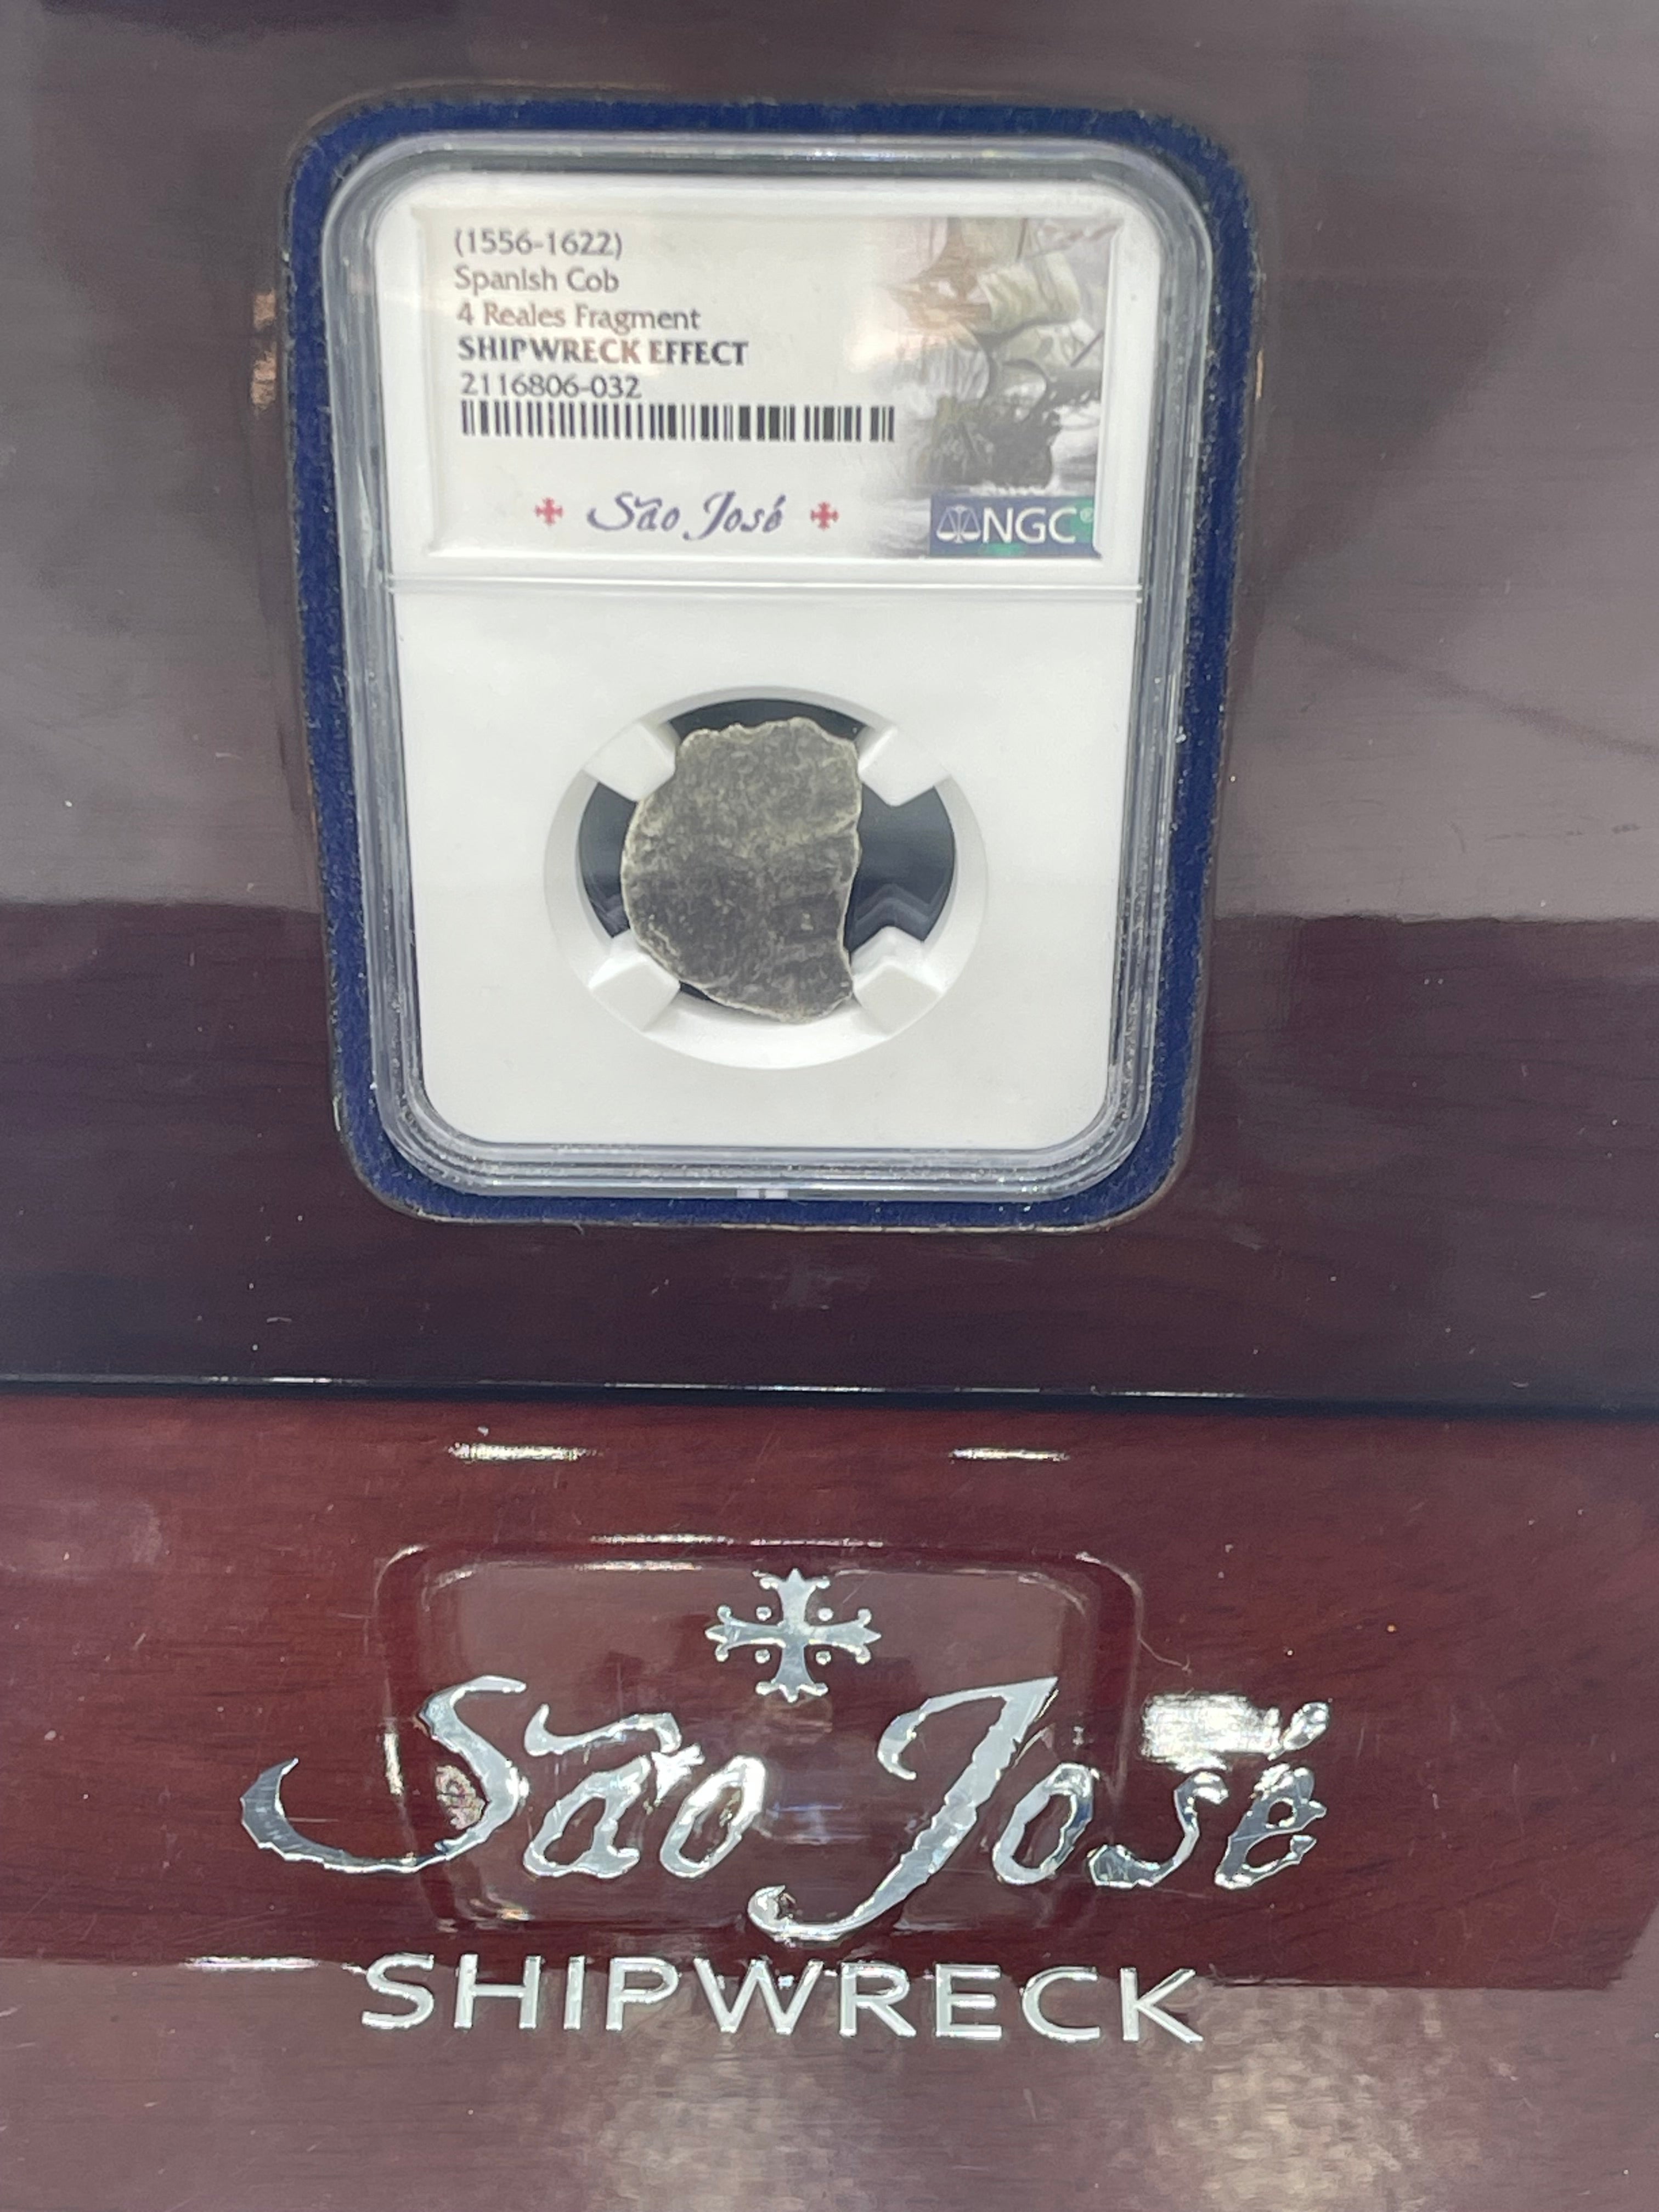 (1556-1622)
Spanish Cob
4 Reales Fragment
SHIPWRECK EFFECT
2116806-032
São José
NGC®
São José
SHIPWRECK